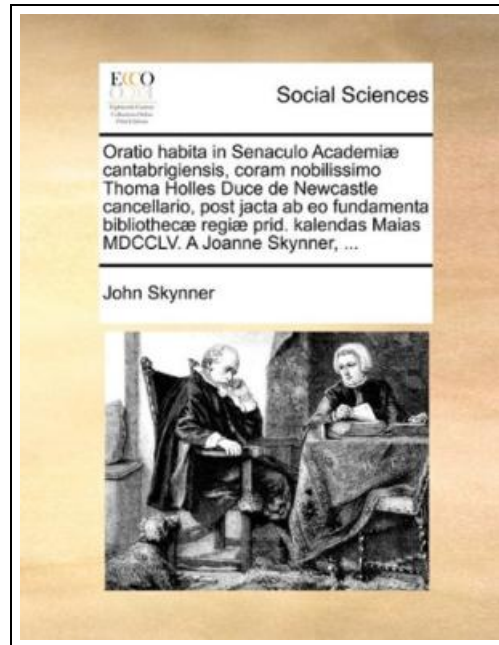 ECCO
Social Sciences
Oratio habita in Senaculo Academiæ
cantabrigiensis, coram nobilissimo
Thoma Holles Duce de Newcastle
cancellario, post jacta ab eo fundamenta
bibliothecæ regiæ prid. kalendas Maias
MDCCLV. A Joanne Skynner, ...
John Skynner